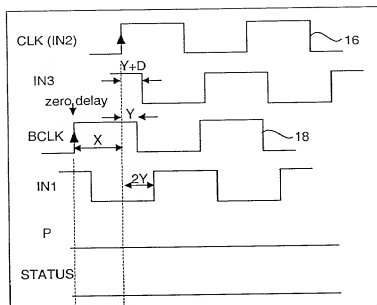 CLK (IN2)
16
Y+D
IN3
zero delay
Y
BCLK
X
18
2Y
IN1
P
STATUS